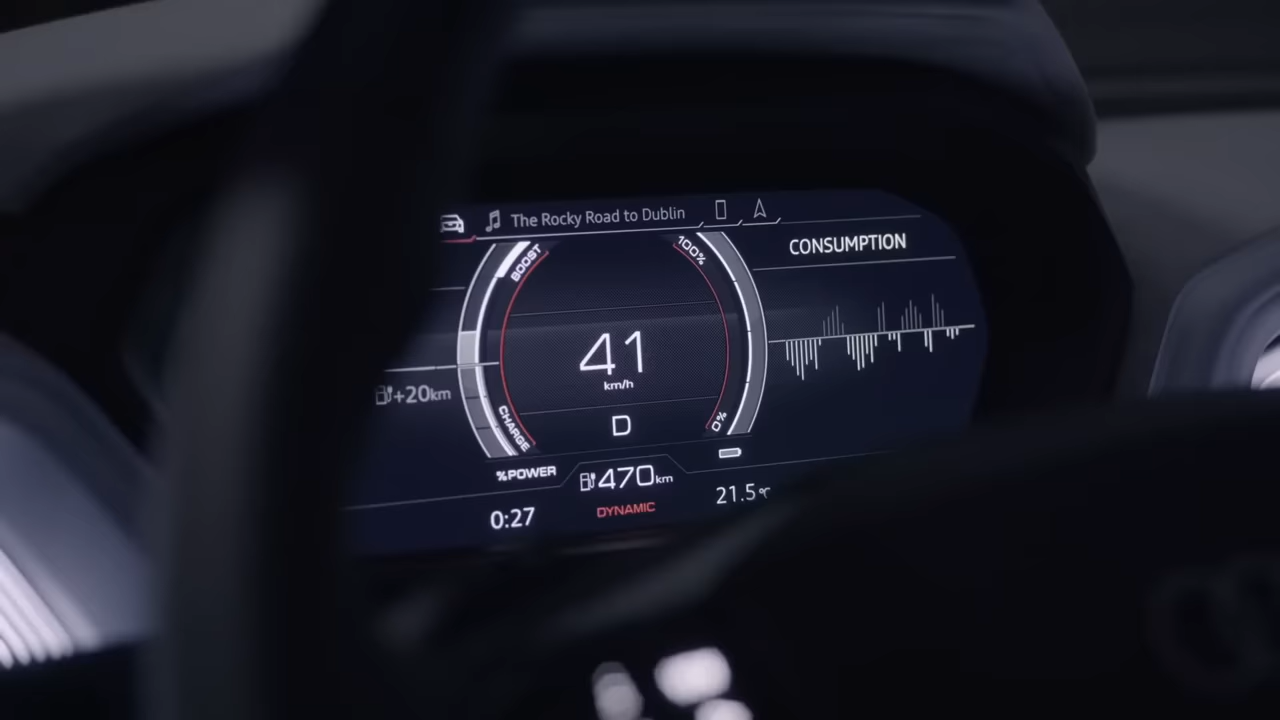 The Rocky Road to Dublin
CONSUMPTION
BOOST
100%
41
km/h
+20km
D
CHARGE
0%
%POWER
470km
21.5°C
0:27
DYNAMIC